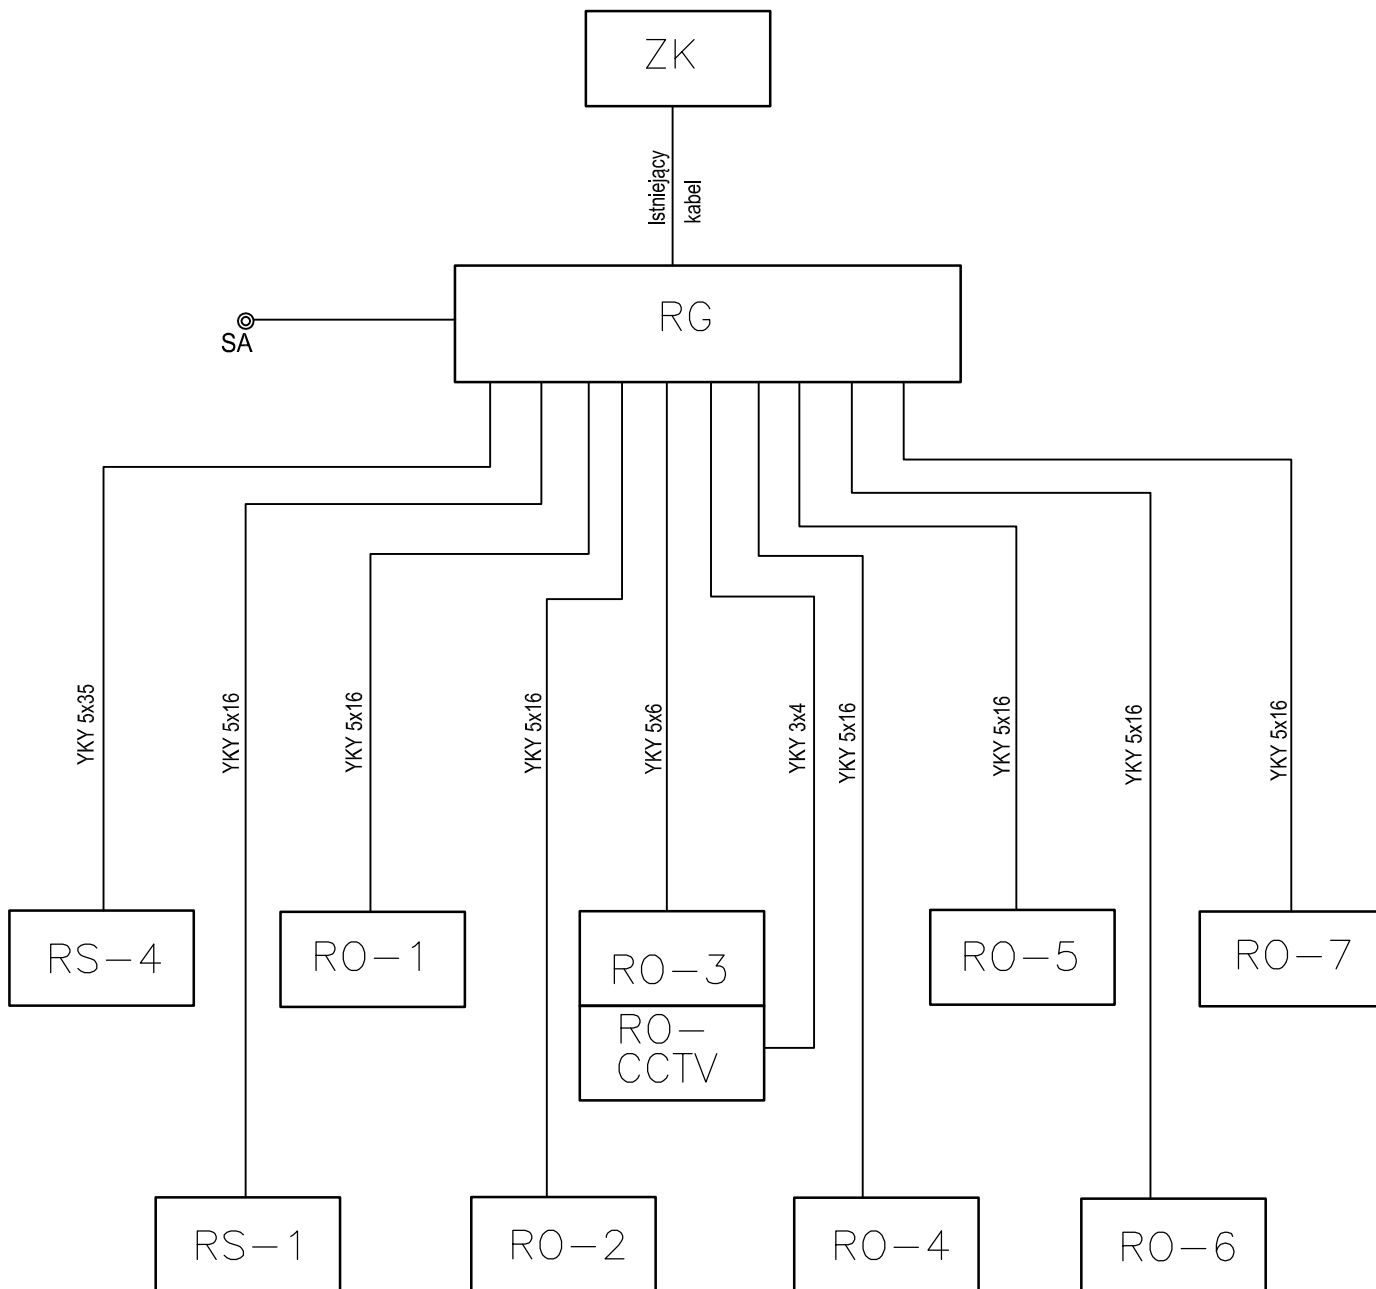 ZK
Istniejący
kabel
RG
SA
YKY 5x35
YKY 5x16
YKY 5x16
YKY 5x16
YKY 5x6
YKY 3x4
YKY 5x16
YKY 5x16
YKY 5x16
YKY 5x16
RS-4
RO-1
RO-3
RO-
CCTV
RO-5
RO-7
RS-1
RO-2
RO-4
RO-6